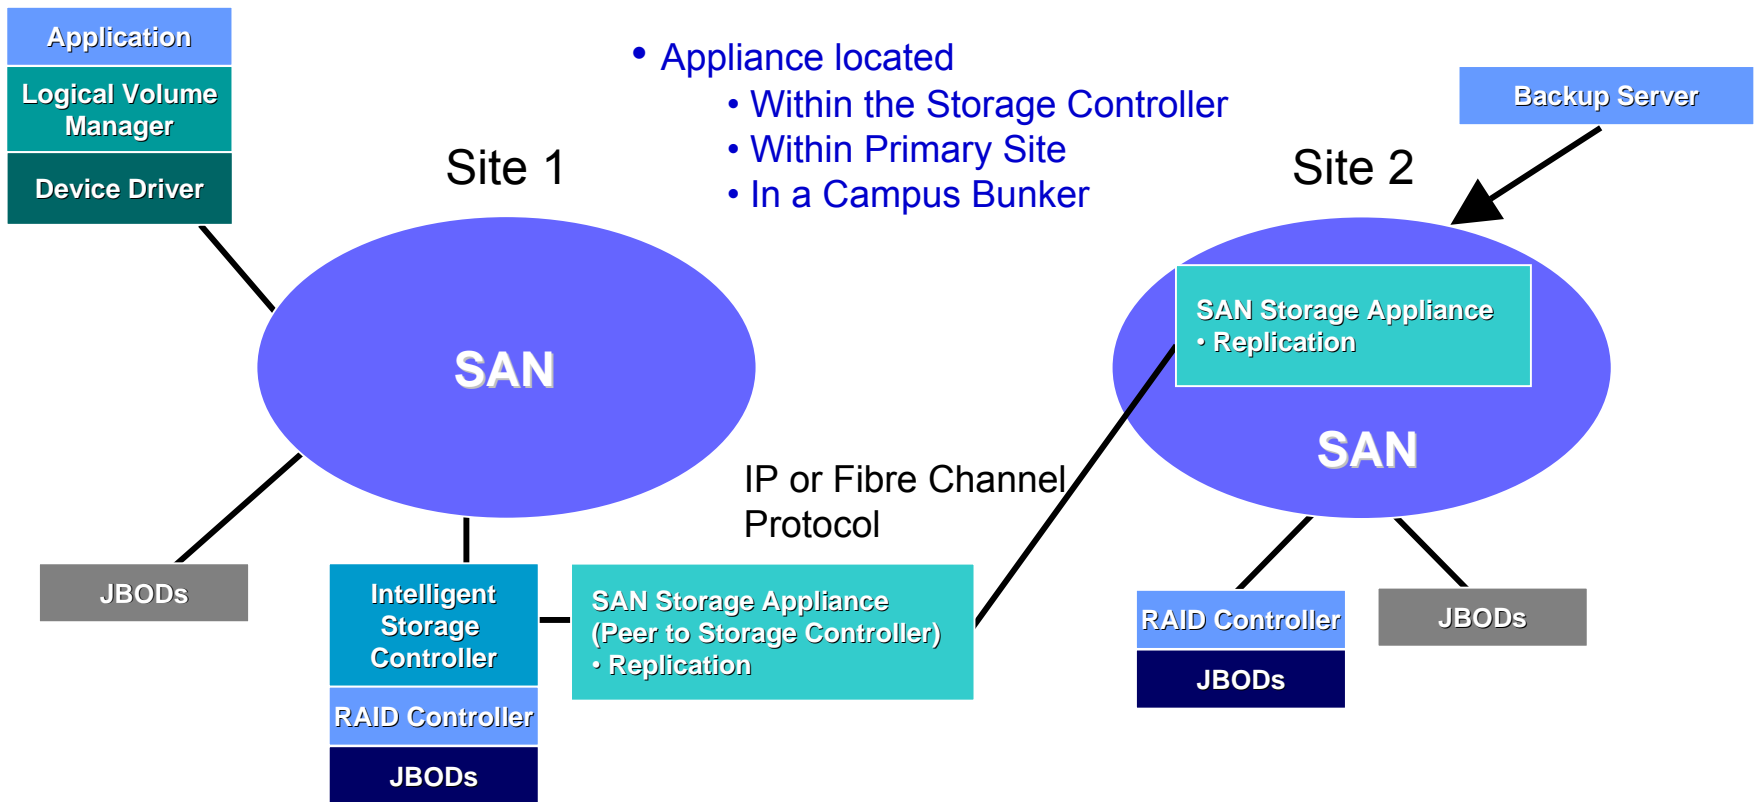 Application
Logical Volume
Manager
Device Driver
• Appliance located
• Within the Storage Controller
• Within Primary Site
• In a Campus Bunker
Backup Server
Site 1
Site 2
SAN
SAN Storage Appliance
• Replication
SAN
IP or Fibre Channel
Protocol
JBODs
Intelligent
Storage
Controller
RAID Controller
JBODs
SAN Storage Appliance
(Peer to Storage Controller)
• Replication
RAID Controller
JBODs
JBODs